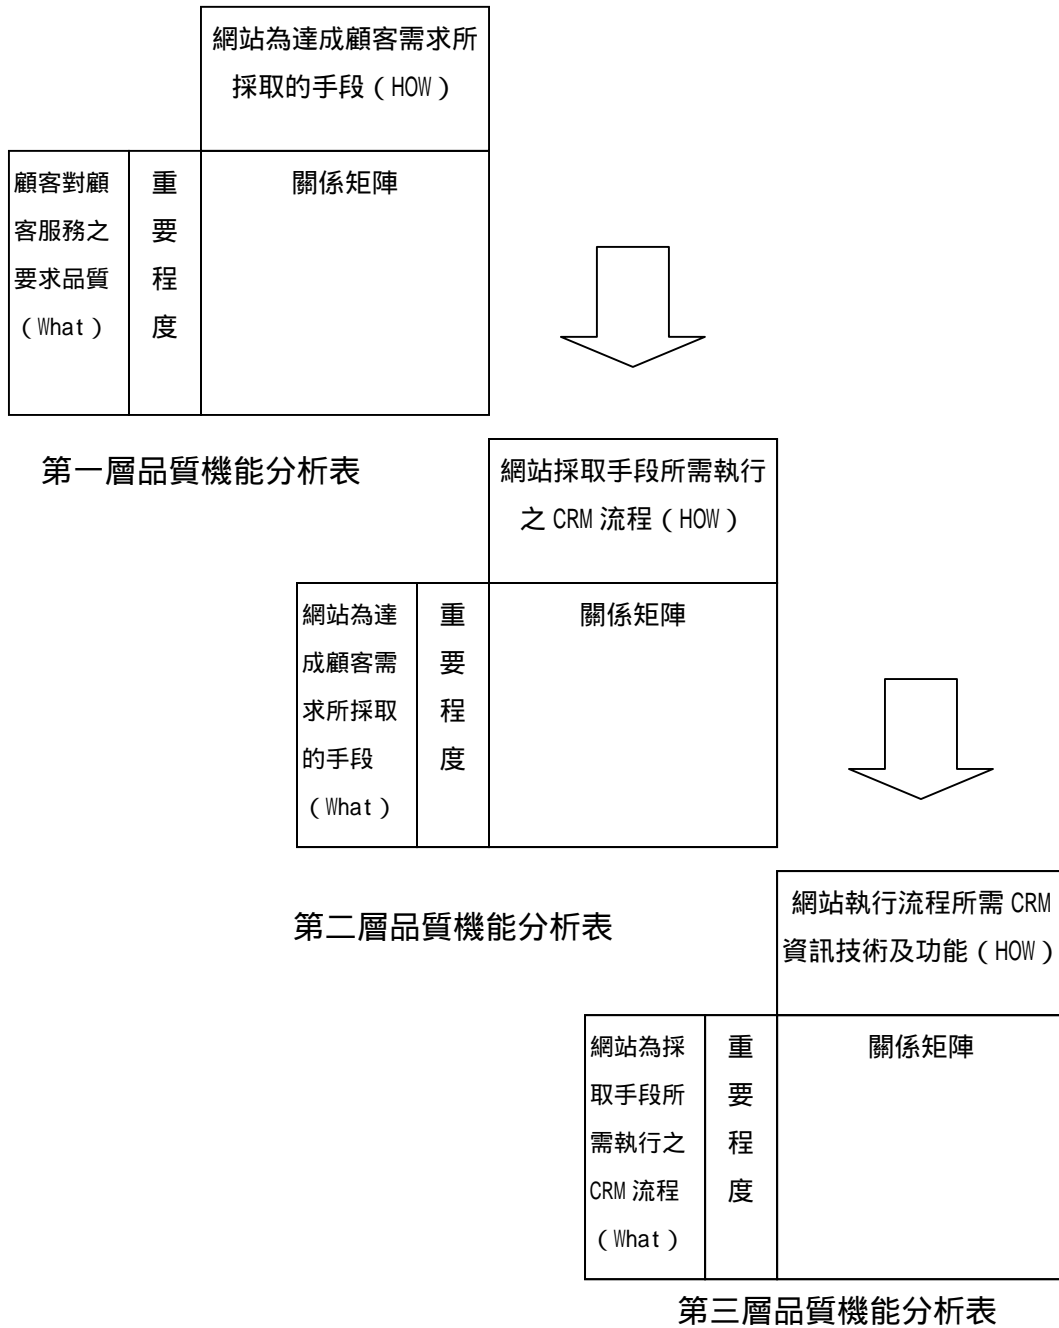 網站為達成顧客需求所
採取的手段（HOW）
顧客對顧
客服務之
要求品質
（What）
重
要
程
度
關係矩陣
第一層品質機能分析表
網站採取手段所需執行
之 CRM 流程（HOW）
網站為達
成顧客需
求所採取
的手段
（What）
重
要
程
度
關係矩陣
第二層品質機能分析表
網站執行流程所需 CRM
資訊技術及功能（HOW）
網站為採
取手段所
需執行之
CRM 流程
（What）
重
要
程
度
關係矩陣
第三層品質機能分析表